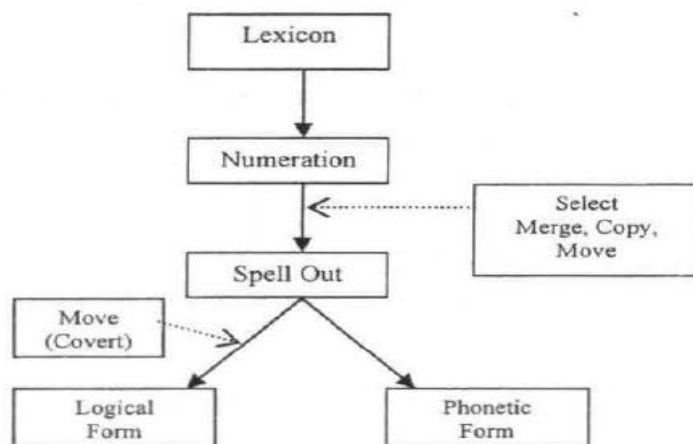 Lexicon
Numeration
Select
Merge, Copy,
Move
Spell Out
Move
(Covert)
Logical
Form
Phonetic
Form